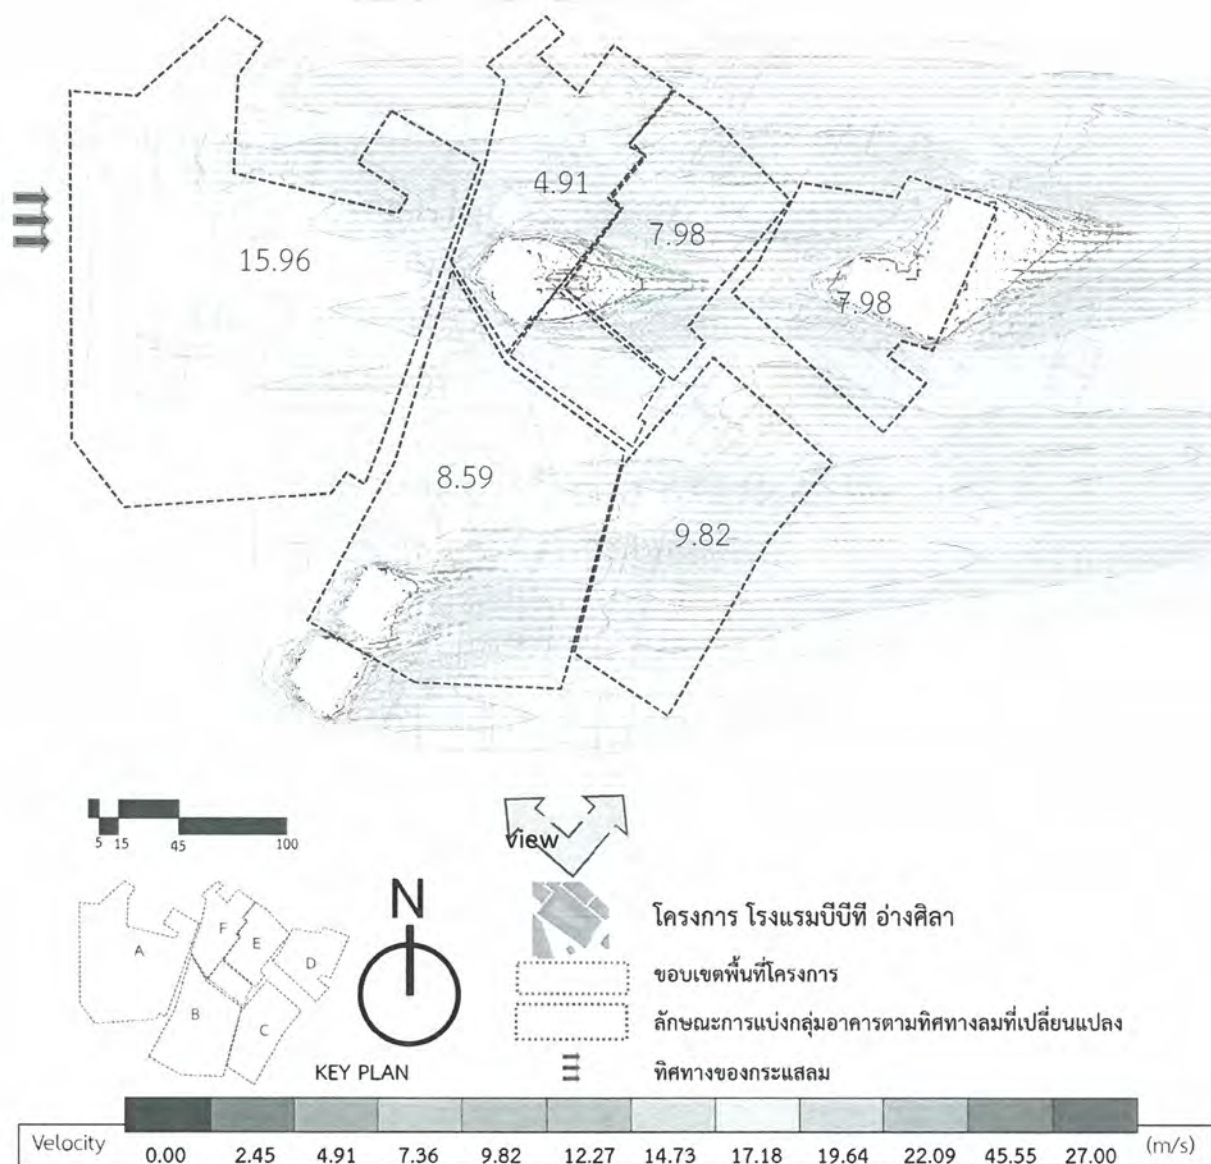 4.91
7.98
15.96
7.98
8.59
9.82
5 15 45 100
view
N
F
A E
D
B
C
KEY PLAN
โครงการ โรงแรมบีบีที อ่างศิลา
ขอบเขตพื้นที่โครงการ
ลักษณะการแบ่งกลุ่มอาคารตามทิศทางลมที่เปลี่ยนแปลง
ทิศทางของกระแสลม
Velocity 0.00 2.45 4.91 7.36 9.82 12.27 14.73 17.18 19.64 22.09 45.55 27.00 (m/s)